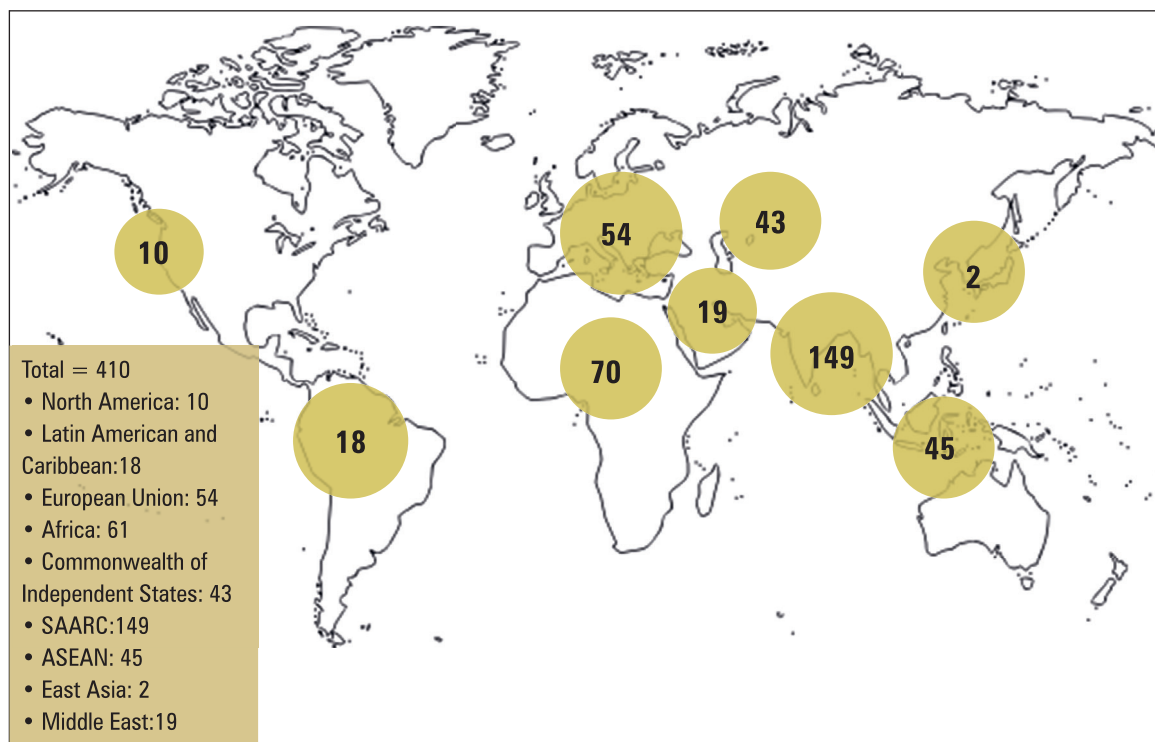 10
54
43
2
19
149
70
18
45
Total = 410
• North America: 10
• Latin American and
Caribbean:18
• European Union: 54
• Africa: 61
• Commonwealth of
Independent States: 43
• SAARC:149
• ASEAN: 45
• East Asia: 2
• Middle East:19